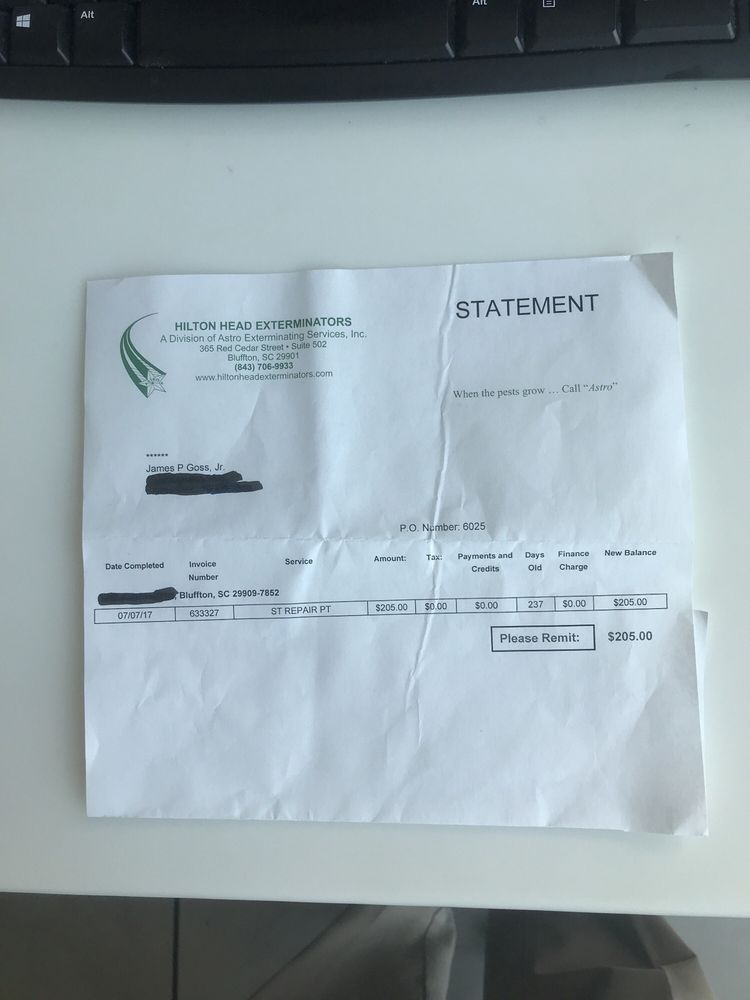 Alt
Alt
HILTON HEAD EXTERMINATORS
A Division of Astro Exterminating Services, Inc.
365 Red Cedar Street • Suite 502
Bluffton, SC 29901
(843) 706-9933
www.hiltonheadexterminators.com
STATEMENT
When the pests grow ... Call "Astro"
******
James P Goss, Jr.
P.O. Number: 6025
Date Completed Invoice Number Service Amount: Tax: Payments and Credits Days Old Finance Charge New Balance
, Bluffton, SC 29909-7852
07/07/17 633327 ST REPAIR PT $205.00 $0.00 $0.00 237 $0.00 $205.00
Please Remit: $205.00